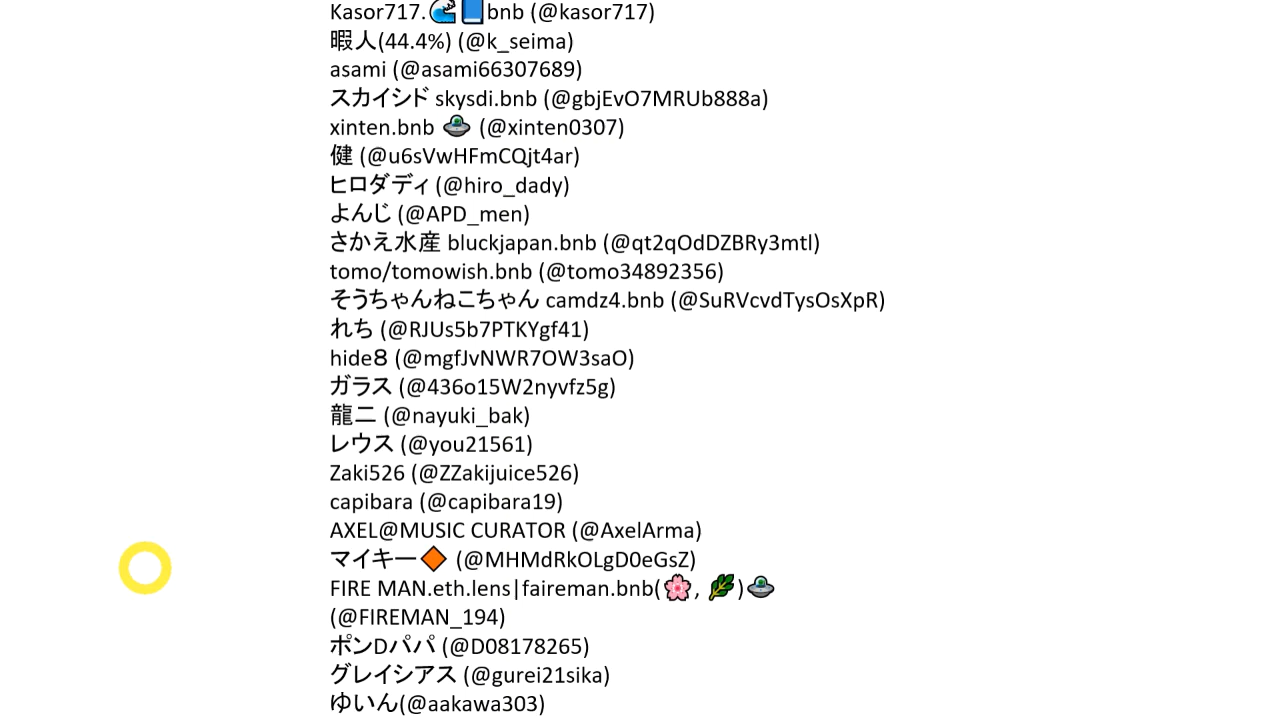 Kasor717.🌊📘bnb (@kasor717)
暇人(44.4%) (@k_seima)
asami (@asami66307689)
スカイシド skysdi.bnb (@gbjEvO7MRUb888a)
xinten.bnb 🛸 (@xinten0307)
健 (@u6sVwHFmCQjt4ar)
ヒロダディ(@hiro_dady)
よんじ (@APD_men)
さかえ水産 bluckjapan.bnb (@qt2qOdDZBRy3mtl)
tomo/tomowish.bnb (@tomo34892356)
そうちゃんねこちゃん camdz4.bnb (@SuRVcvdTysOsXpR)
れち (@RJUs5b7PTKYgf41)
hide8 (@mgfJvNWR7OW3saO)
ガラス (@436o15W2nyvfz5g)
龍二 (@nayuki_bak)
レウス (@you21561)
Zaki526 (@ZZakijuice526)
capibara (@capibara19)
AXEL@MUSIC CURATOR (@AxelArma)
マイキー🔶 (@MHMdRkOLgD0eGsZ)
FIRE MAN.eth.lens|faireman.bnb(🌸, 🌿)🛸
(@FIREMAN_194)
ポンDパパ (@D08178265)
グレイシアス (@gurei21sika)
ゆいん(@aakawa303)